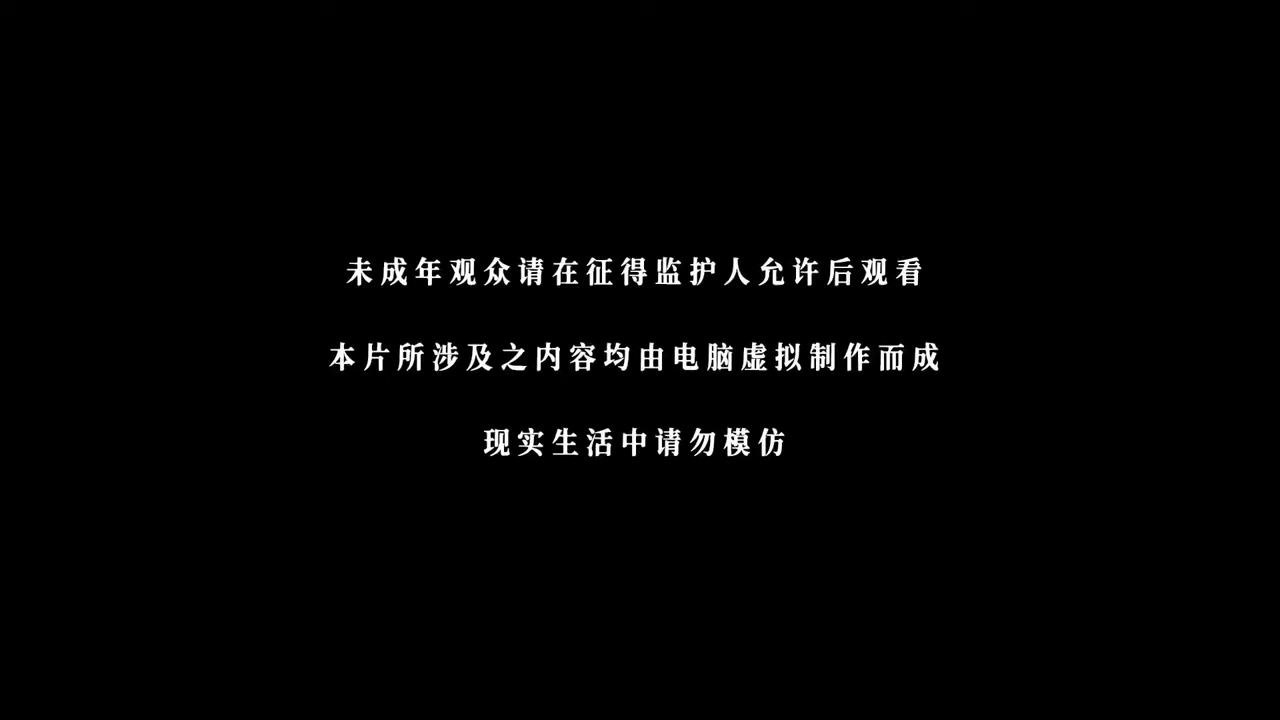 未成年观众请在征得监护人允许后观看
本片所涉及之内容均由电脑虚拟制作而成
现实生活中请勿模仿